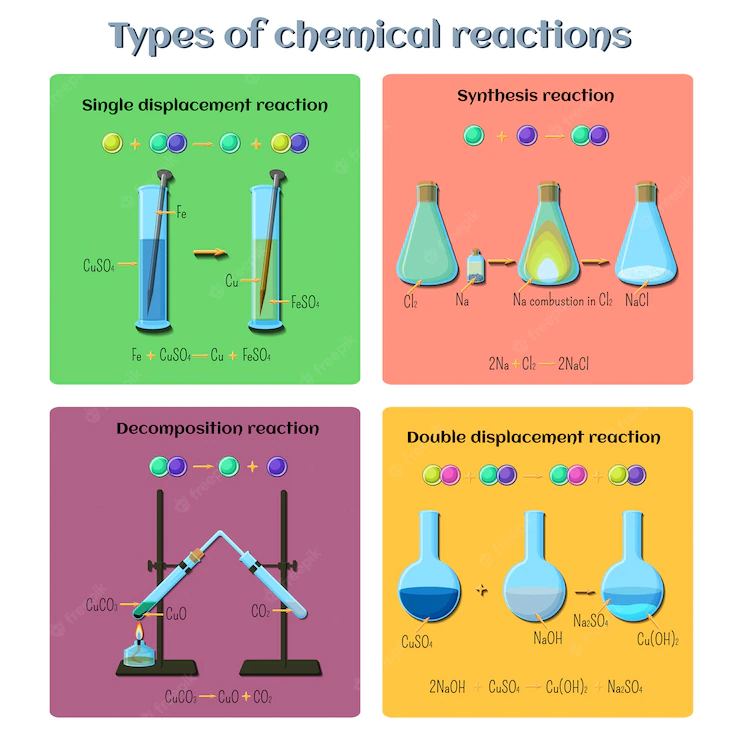 Types of chemical reactions
Single displacement reaction
+ → +
Fe
CuSO₄
Cu
FeSO₄
Fe + CuSO₄ — Cu + FeSO₄
Synthesis reaction
+ —
Cl₂
Na
Na combustion in Cl₂
NaCl
2Na + Cl₂ — 2NaCl
Decomposition reaction
→ +
CuCO₃
CuO
CO₂
CuCO₃ → CuO + CO₂
Double displacement reaction
+ → +
+ —
CuSO₄
NaOH
Na₂SO₄
Cu(OH)₂
2NaOH + CuSO₄ → Cu(OH)₂ + Na₂SO₄
freepik